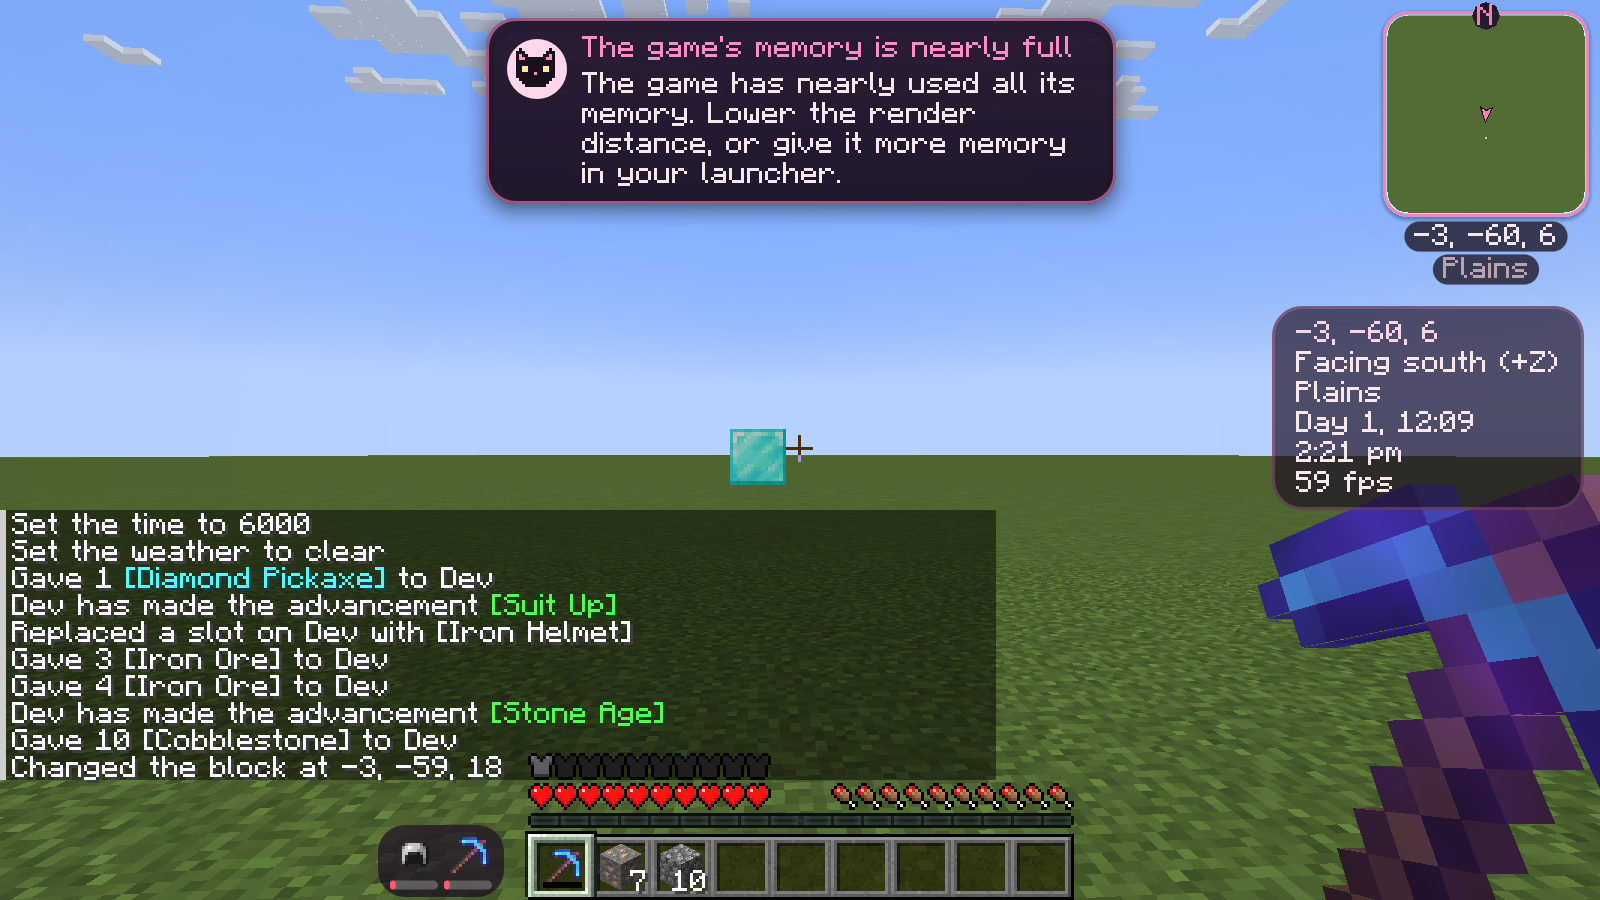 The game's memory is nearly full
The game has nearly used all its
memory. Lower the render
distance, or give it more memory
in your launcher.
N
-3, -60, 6
Plains
-3, -60, 6
Facing south (+Z)
Plains
Day 1, 12:09
2:21 pm
59 fps
Set the time to 6000
Set the weather to clear
Gave 1 [Diamond Pickaxe] to Dev
Dev has made the advancement [Suit Up]
Replaced a slot on Dev with [Iron Helmet]
Gave 3 [Iron Ore] to Dev
Gave 4 [Iron Ore] to Dev
Dev has made the advancement [Stone Age]
Gave 10 [Cobblestone] to Dev
Changed the block at -3, -59, 18
7
10